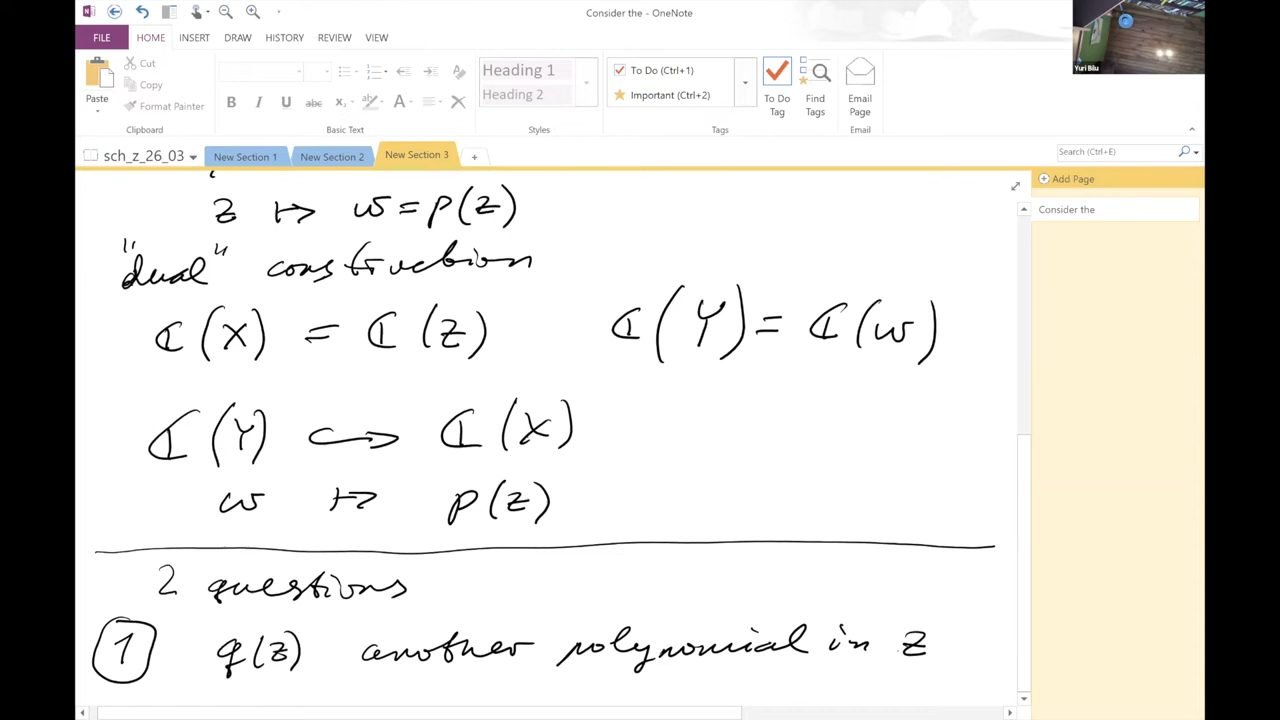 Consider the - OneNote
FILE HOME INSERT DRAW HISTORY REVIEW VIEW
Yuri Bilu
Paste
Cut
Copy
Format Painter
Clipboard
B I U abc
Basic Text
Heading 1
Heading 2
Styles
To Do (Ctrl+1)
Important (Ctrl+2)
Tags
To Do Tag
Find Tags
Email Page
Email
sch_z_26_03 New Section 1 New Section 2 New Section 3 +
Search (Ctrl+E)
Add Page
Consider the
z ↦ w = p(z)
"dual" construction
ℂ(X) = ℂ(z) ℂ(Y) = ℂ(w)
ℂ(Y) ↪ ℂ(X)
w ↦ p(z)
2 questions
① q(z) another polynomial in z